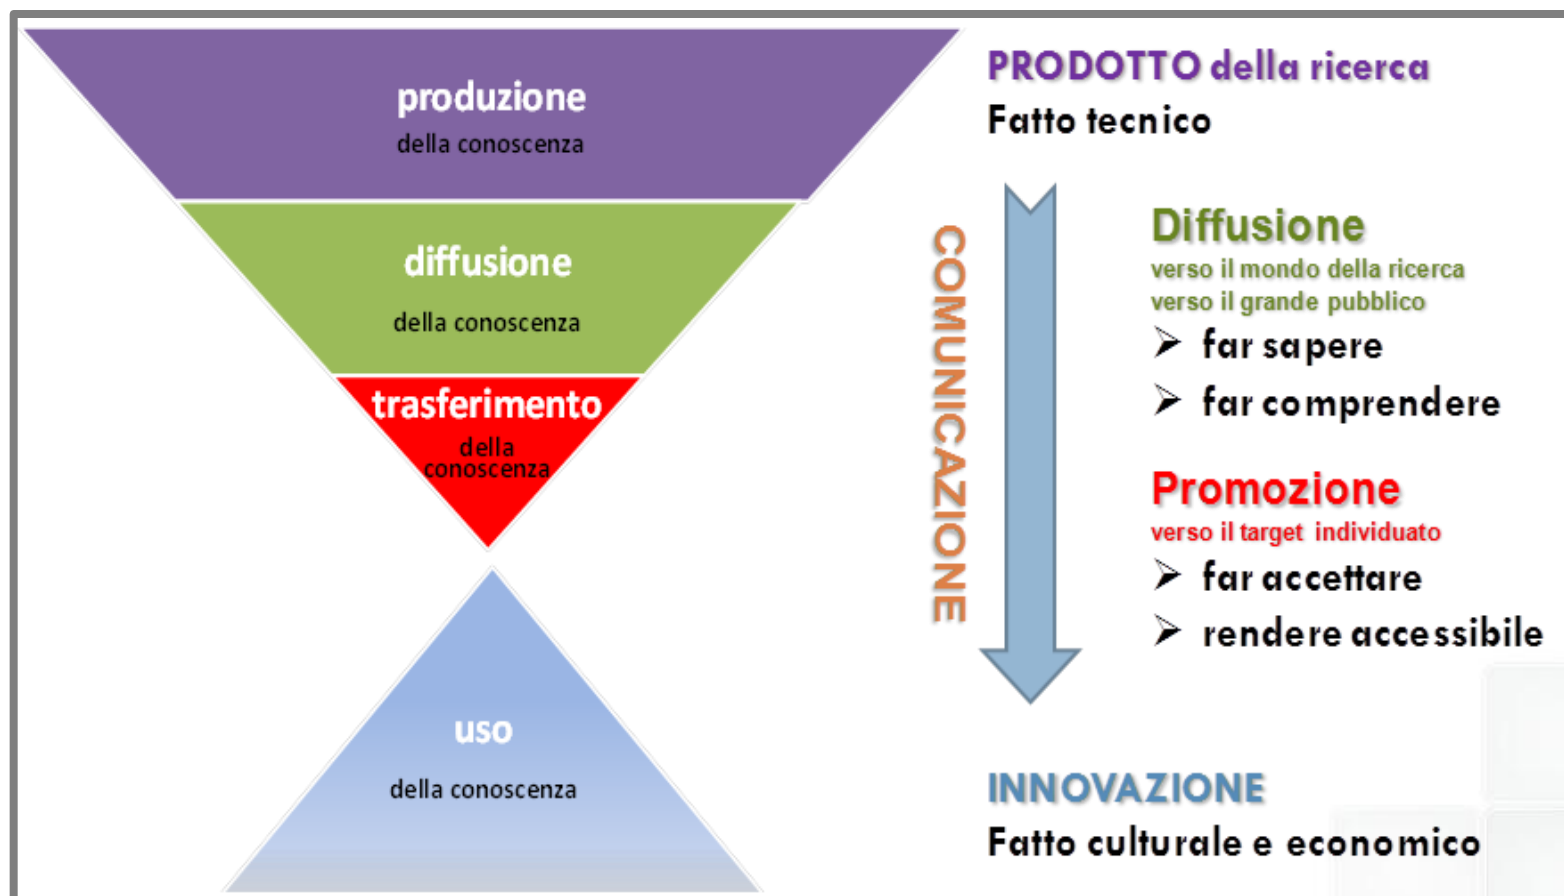 produzione
della conoscenza
diffusione
della conoscenza
trasferimento
della
conoscenza
uso
della conoscenza
PRODOTTO della ricerca
Fatto tecnico
COMUNICAZIONE
Diffusione
verso il mondo della ricerca
verso il grande pubblico
➢ far sapere
➢ far comprendere
Promozione
verso il target individuato
➢ far accettare
➢ rendere accessibile
INNOVAZIONE
Fatto culturale e economico